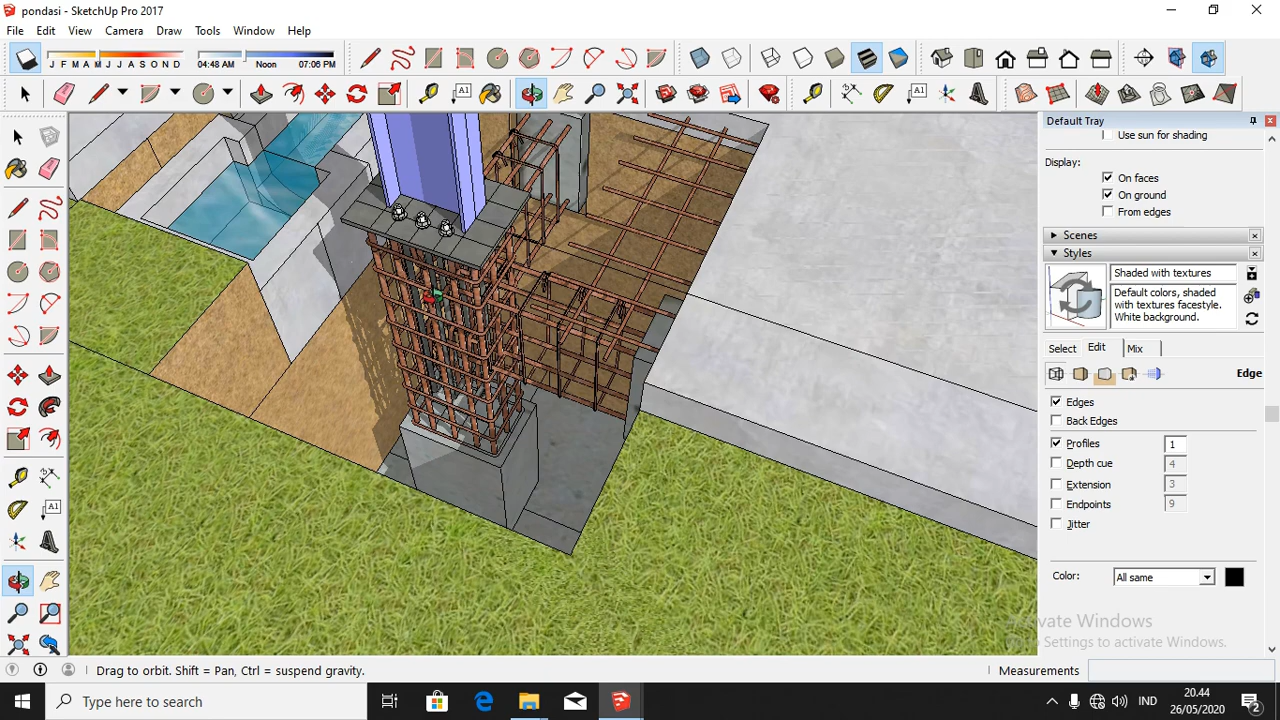 pondasi - SketchUp Pro 2017
File Edit View Camera Draw Tools Window Help
J F M A M J J A S O N D
04:48 AM Noon 07:06 PM
A1
Default Tray
Use sun for shading
Display:
On faces
On ground
From edges
Scenes
Styles
Shaded with textures
Default colors, shaded
with textures facestyle.
White background.
Select Edit Mix
Edge
Edges
Back Edges
Profiles 1
Depth cue 4
Extension 3
Endpoints 9
Jitter
Color: All same
A1
Activate Windows
Go to Settings to activate Windows.
Drag to orbit. Shift = Pan, Ctrl = suspend gravity.
Measurements
Type here to search
IND
20.44
26/05/2020
2